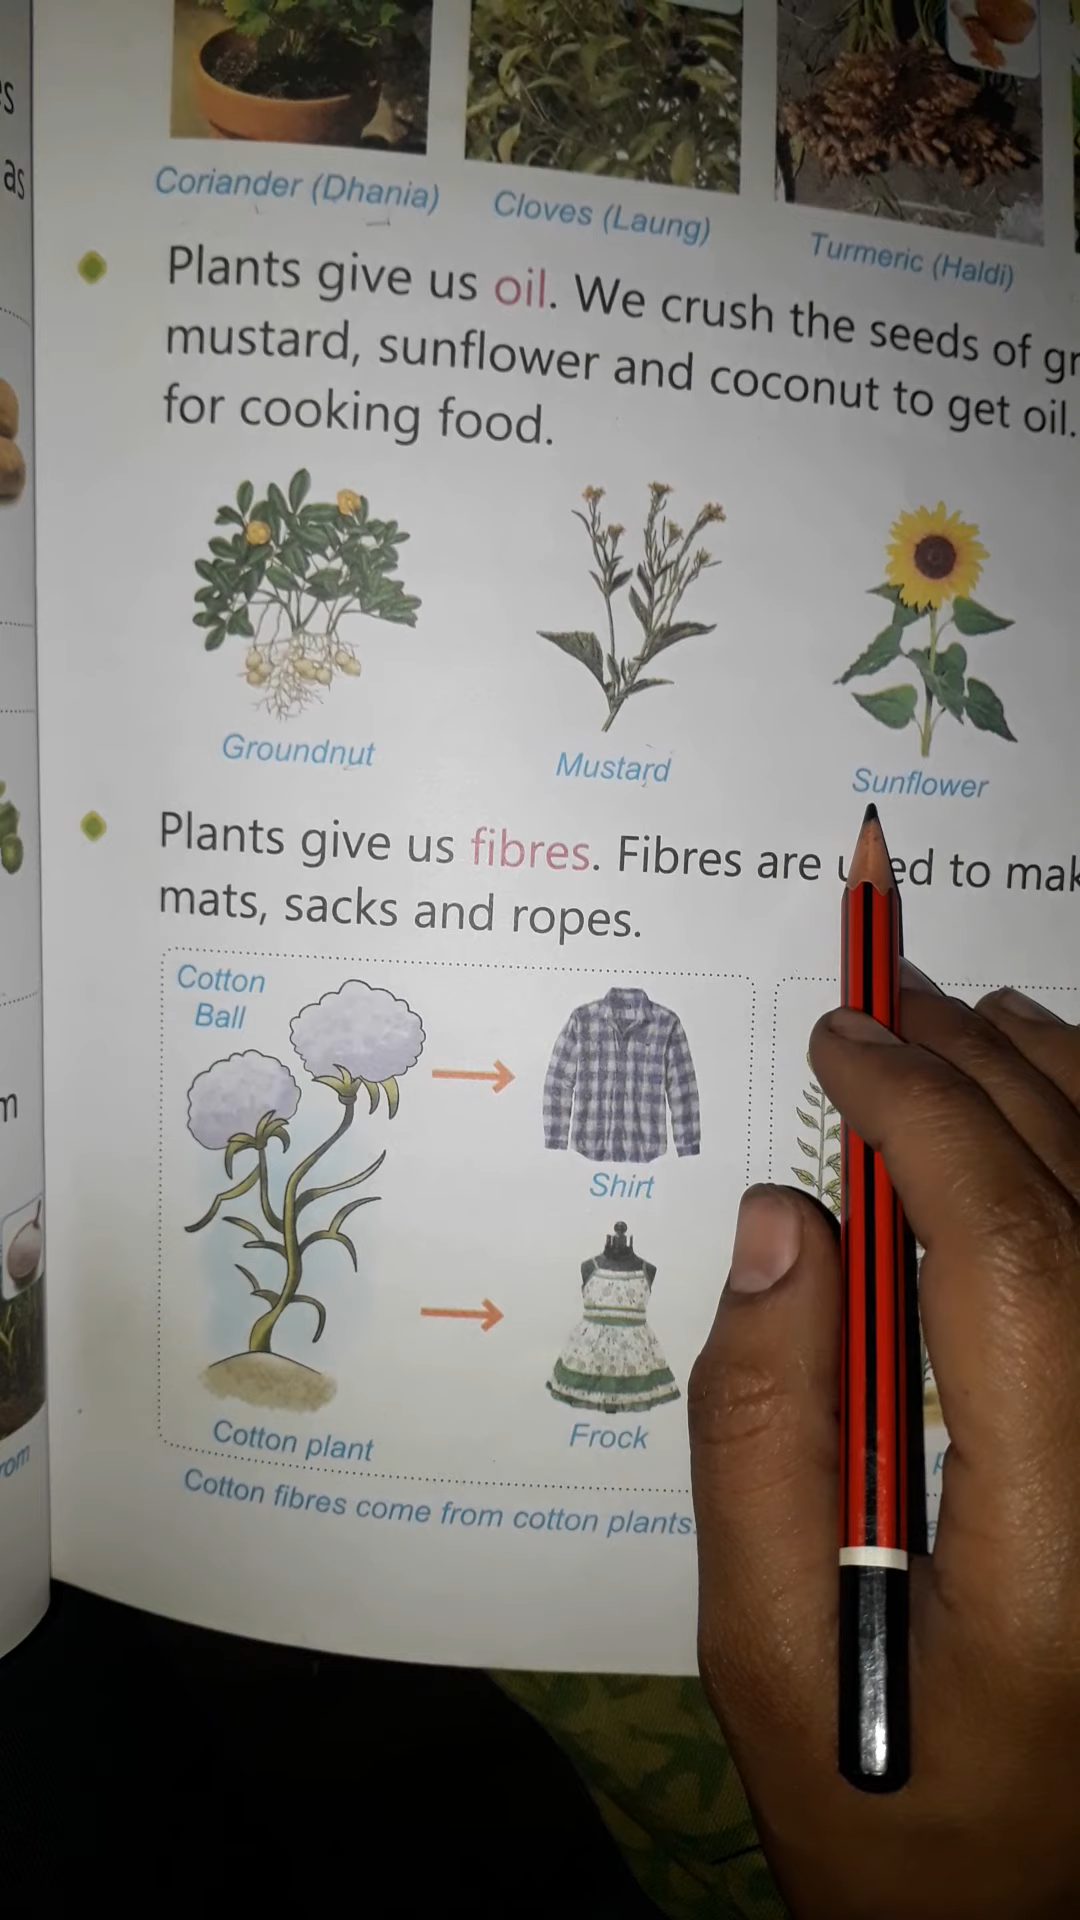 as
Coriander (Dhania)
Cloves (Laung)
Turmeric (Haldi)
Plants give us oil. We crush the seeds of
mustard, sunflower and coconut to get oil.
for cooking food.
Groundnut
Mustard
Sunflower
Plants give us fibres. Fibres are to
mats, sacks and ropes.
Cotton
Ball
Shirt
Frock
Cotton plant
Cotton fibres come from cotton plants.